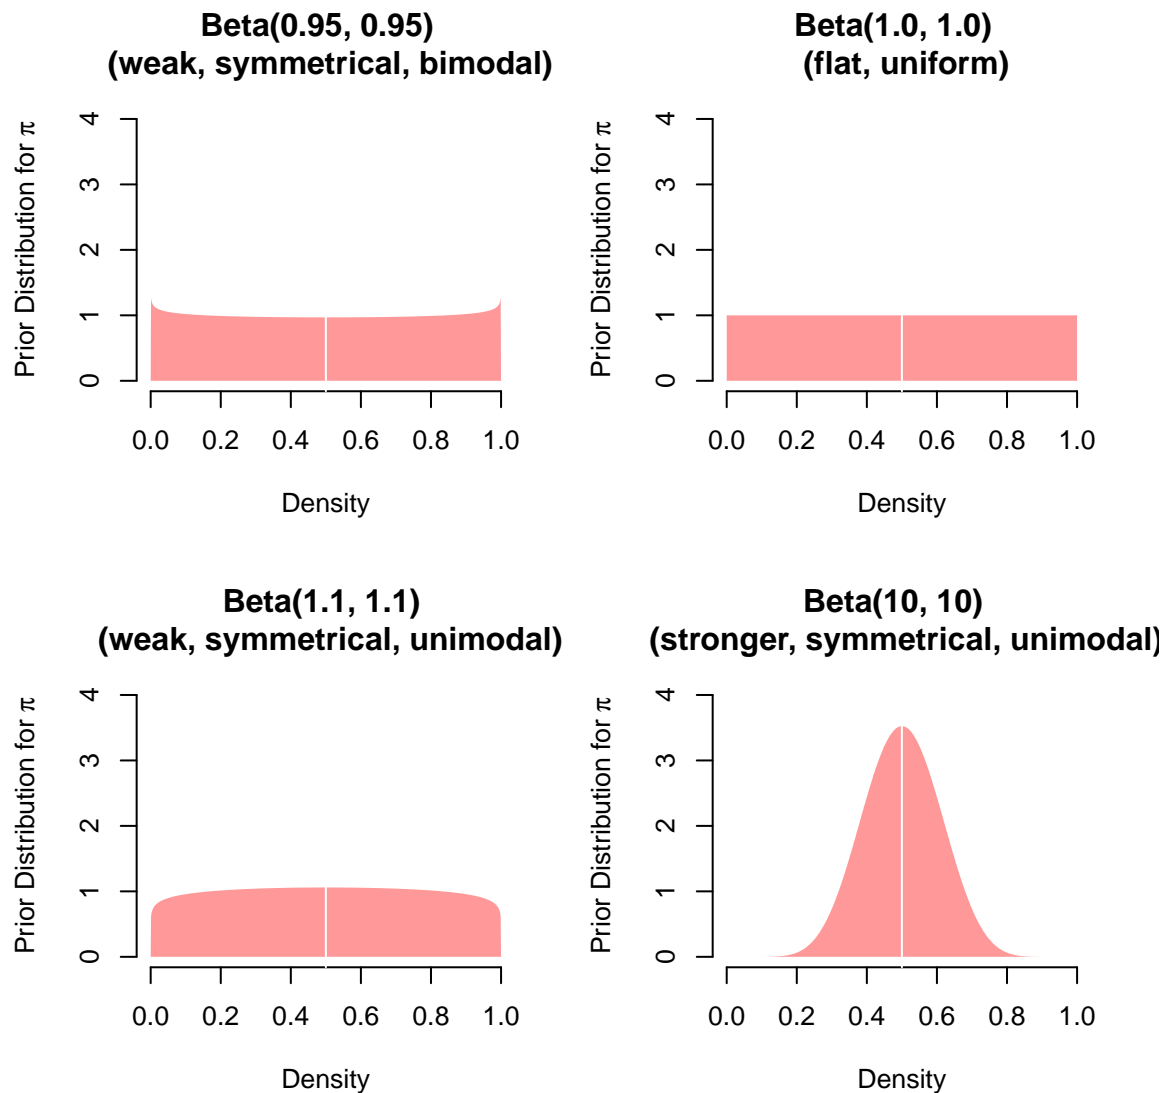 Beta(0.95, 0.95)
(weak, symmetrical, bimodal)
Prior Distribution for π
4
3
2
1
0
0.0 0.2 0.4 0.6 0.8 1.0
Density
Beta(1.0, 1.0)
(flat, uniform)
Prior Distribution for π
4
3
2
1
0
0.0 0.2 0.4 0.6 0.8 1.0
Density
Beta(1.1, 1.1)
(weak, symmetrical, unimodal)
Prior Distribution for π
4
3
2
1
0
0.0 0.2 0.4 0.6 0.8 1.0
Density
Beta(10, 10)
(stronger, symmetrical, unimodal)
Prior Distribution for π
4
3
2
1
0
0.0 0.2 0.4 0.6 0.8 1.0
Density